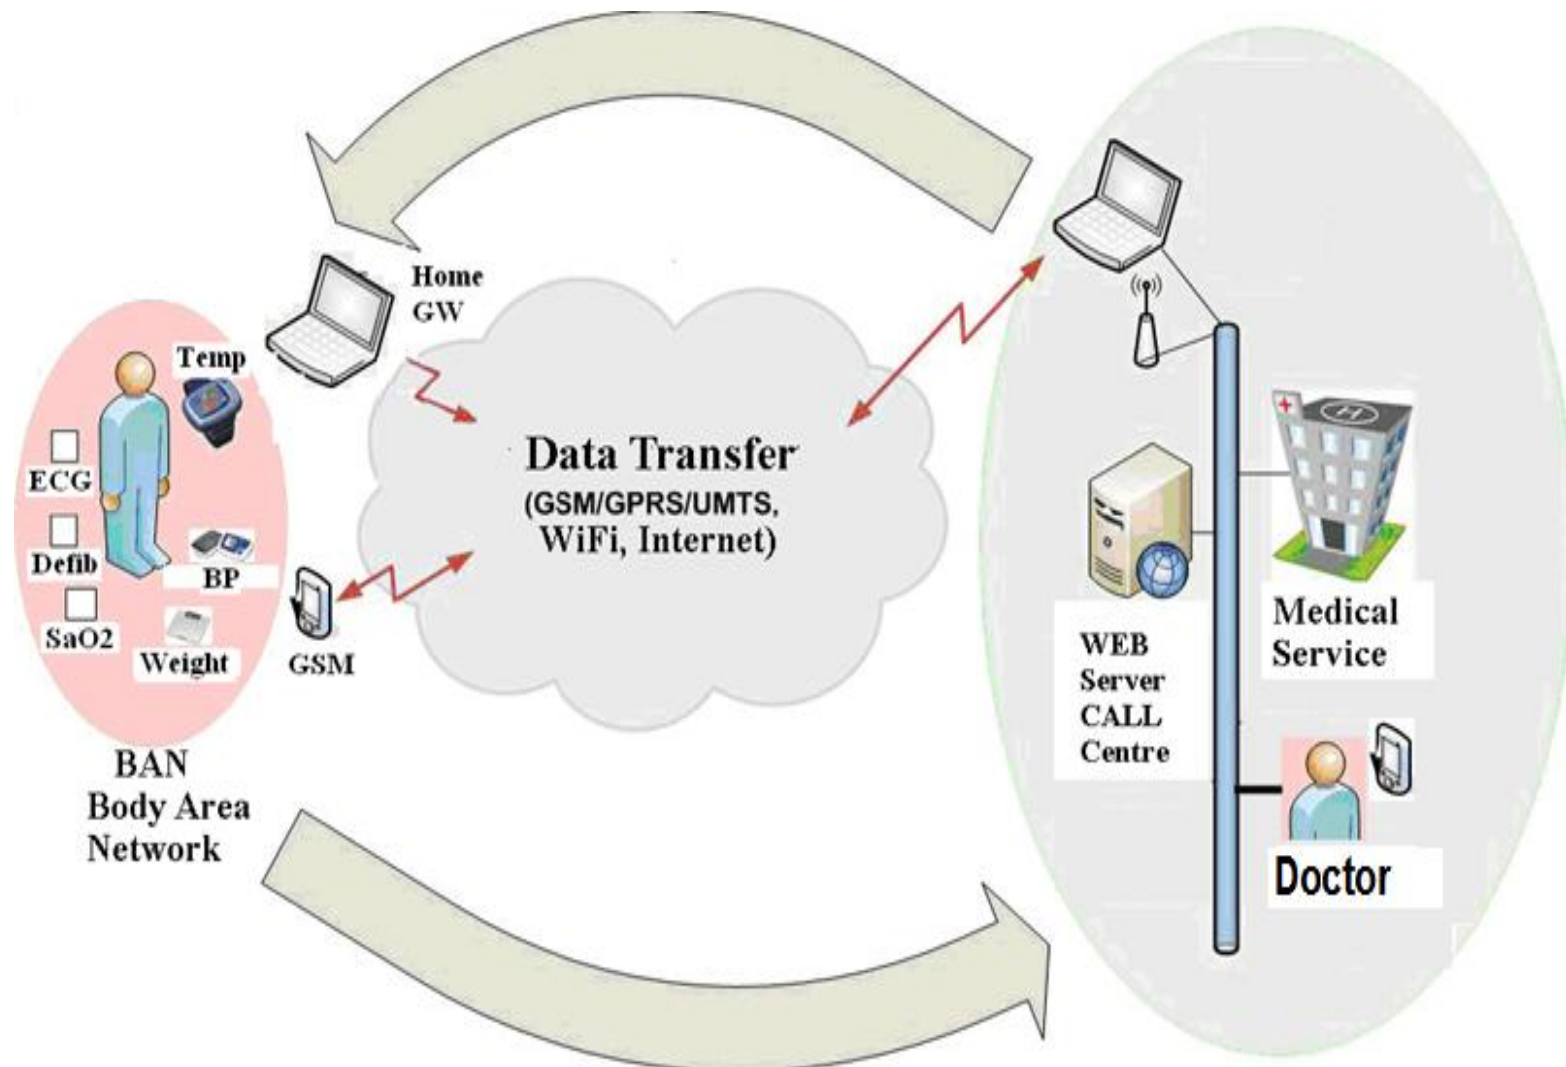 Home
GW
Temp
ECG
Defib
SaO2
BP
Weight
GSM
BAN
Body Area
Network
Data Transfer
(GSM/GPRS/UMTS,
WiFi, Internet)
WEB
Server
CALL
Centre
H
Medical
Service
Doctor